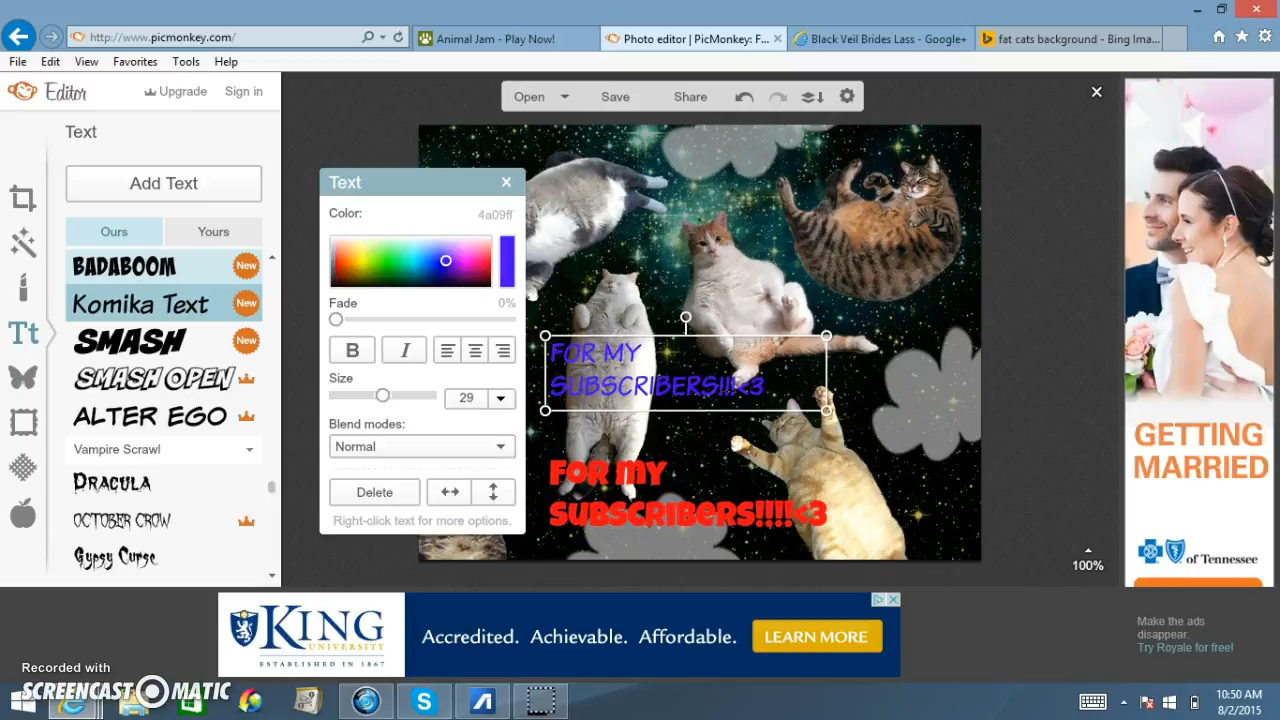 http://www.picmonkey.com/
Animal Jam - Play Now!
Photo editor | PicMonkey: F...
Black Veil Brides Lass - Google+
fat cats background - Bing Ima...
File Edit View Favorites Tools Help
Editor
Upgrade
Sign in
Open
Save
Share
Text
Add Text
Ours
Yours
BADABOOM
New
Komika Text
New
SMASH
New
SMASH OPEN
ALTER EGO
Vampire Scrawl
DRACULA
OCTOBER CROW
Gypsy Curse
Text
Color:
4a09ff
Fade
0%
B
I
Size
29
Blend modes:
Normal
Delete
Right-click text for more options.
FOR MY
SUBSCRIBERS!!!<3
For my
subscribers!!!!<3
100%
GETTING
MARRIED
of Tennessee
KING
UNIVERSITY
ESTABLISHED IN 1867
Accredited. Achievable. Affordable.
LEARN MORE
Make the ads
disappear.
Try Royale for free!
Recorded with
SCREENCAST MATIC
10:50 AM
8/2/2015